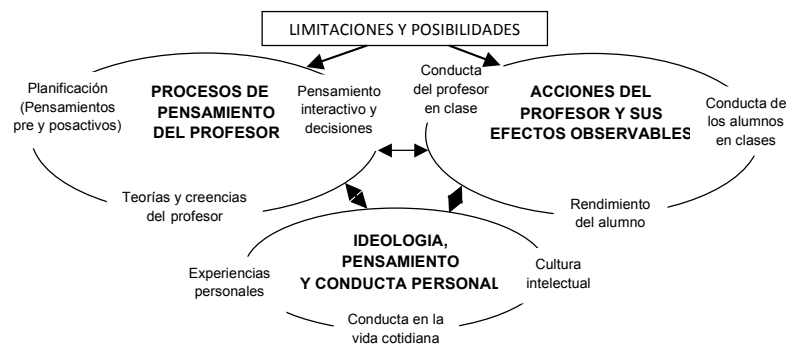 LIMITACIONES Y POSIBILIDADES
Planificación
(Pensamientos
pre y posactivos)
PROCESOS DE
PENSAMIENTO
DEL PROFESOR
Pensamiento
interactivo y
decisiones
Teorías y creencias
del profesor
Conducta
del profesor
en clase
ACCIONES DEL
PROFESOR Y SUS
EFECTOS OBSERVABLES
Conducta de
los alumnos
en clases
Rendimiento
del alumno
IDEOLOGIA,
PENSAMIENTO
Y CONDUCTA PERSONAL
Experiencias
personales
Cultura
intelectual
Conducta en la
vida cotidiana